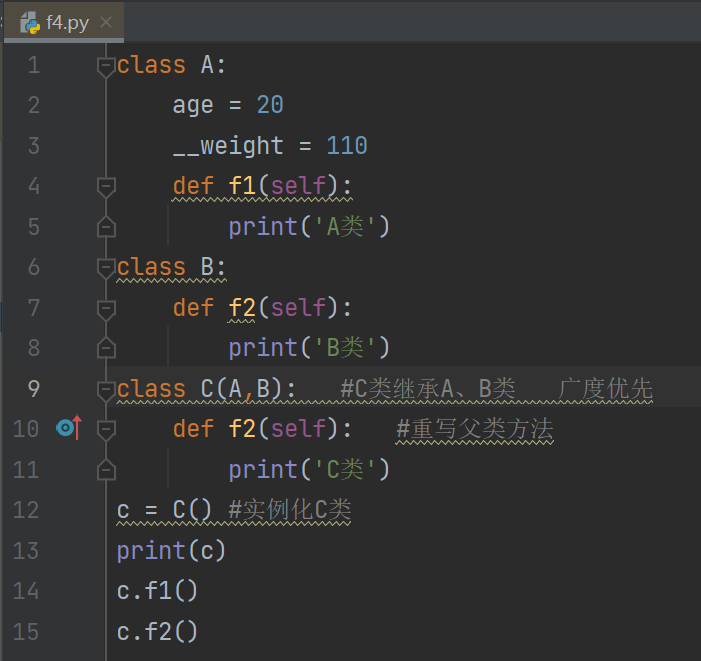 f4.py
1 class A:
2     age = 20
3     __weight = 110
4     def f1(self):
5         print('A类')
6 class B:
7     def f2(self):
8         print('B类')
9 class C(A,B):   #C类继承A、B类   广度优先
10     def f2(self):   #重写父类方法
11         print('C类')
12 c = C() #实例化C类
13 print(c)
14 c.f1()
15 c.f2()